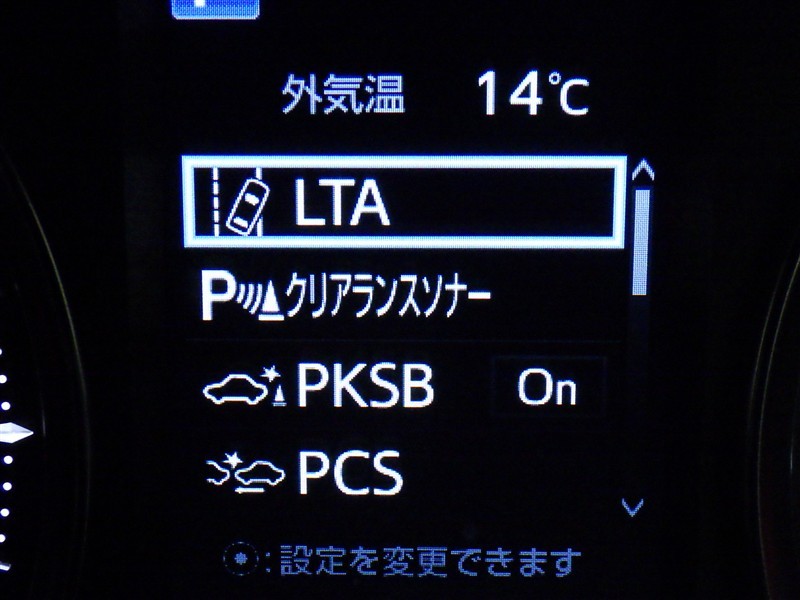 外気温 14℃
LTA
Pクリアランスソナー
PKSB On
PCS
:設定を変更できます